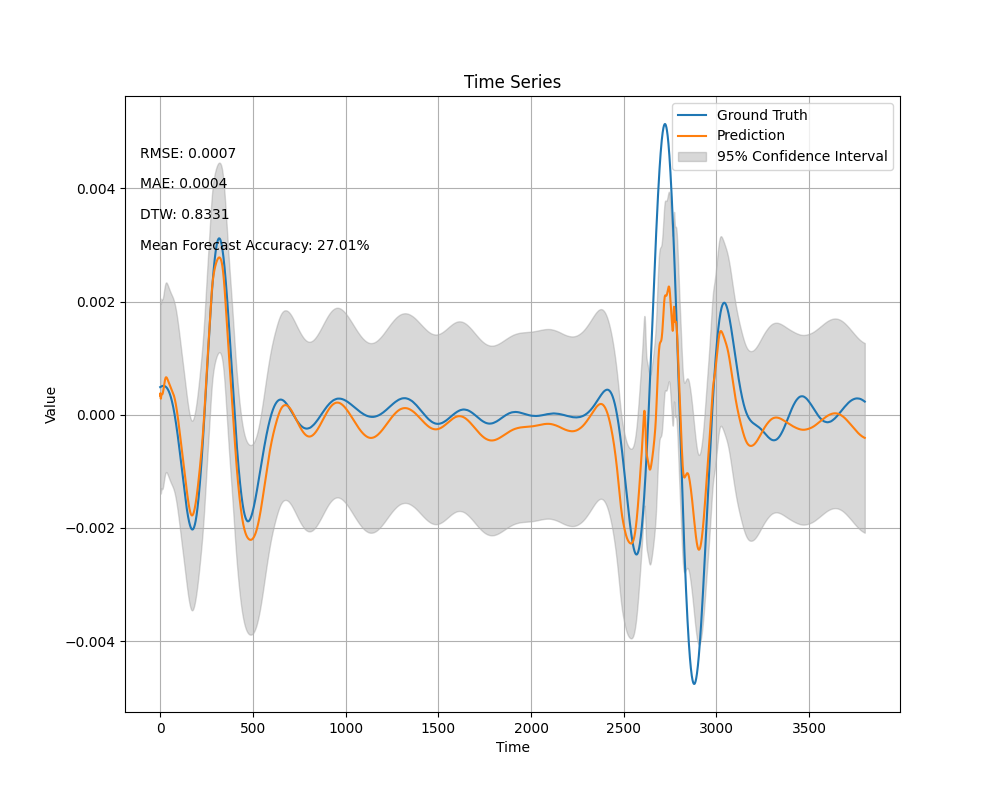 Time Series
Ground Truth
Prediction
95% Confidence Interval
RMSE: 0.0007
MAE: 0.0004
DTW: 0.8331
Mean Forecast Accuracy: 27.01%
0.004
0.002
0.000
−0.002
−0.004
Value
0
500
1000
1500
2000
2500
3000
3500
Time